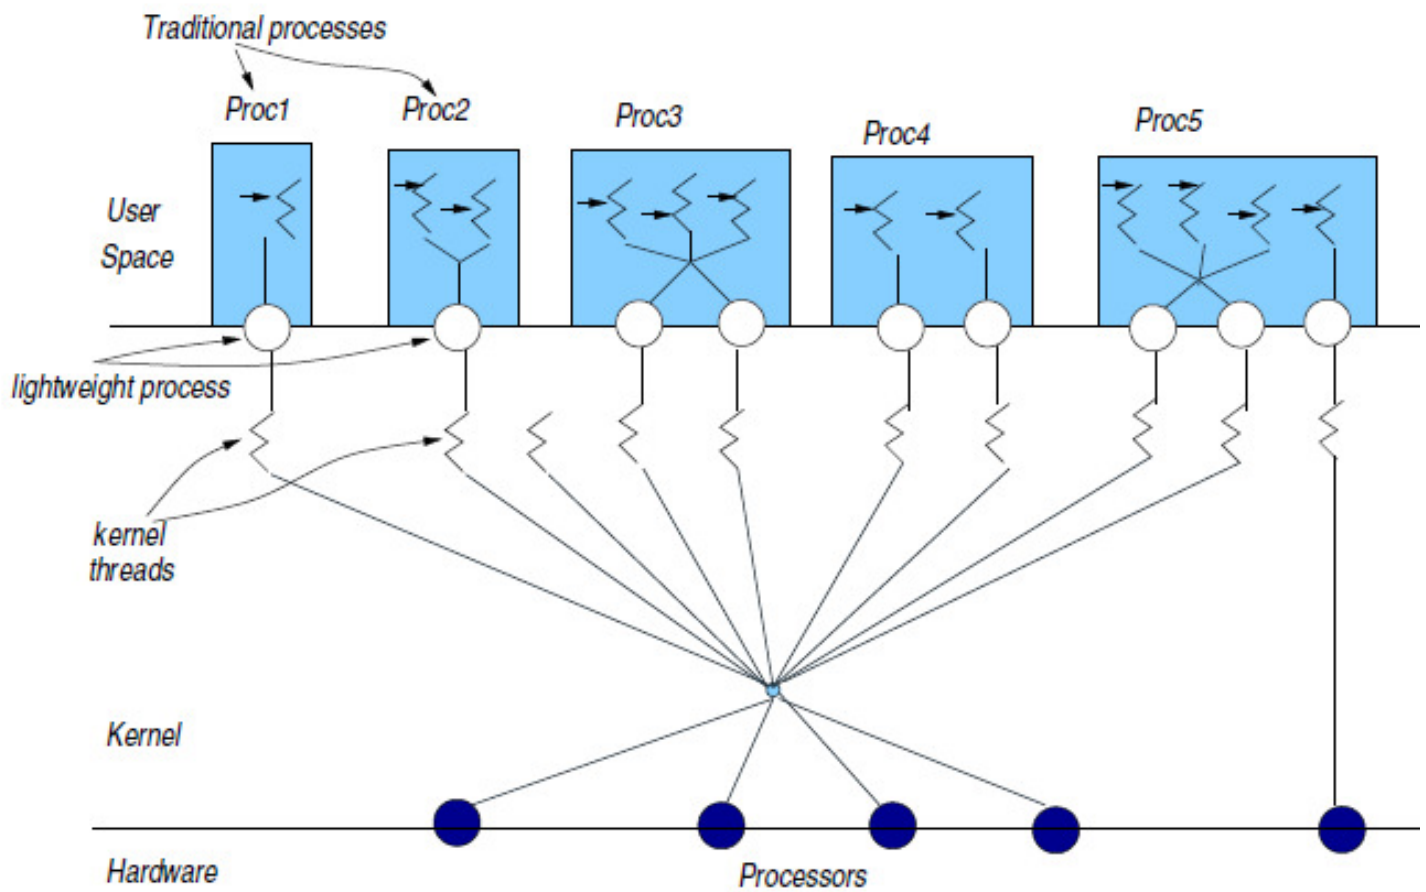 Traditional processes
Proc1
Proc2
Proc3
Proc4
Proc5
User
Space
lightweight process
kernel
threads
Kernel
Hardware
Processors